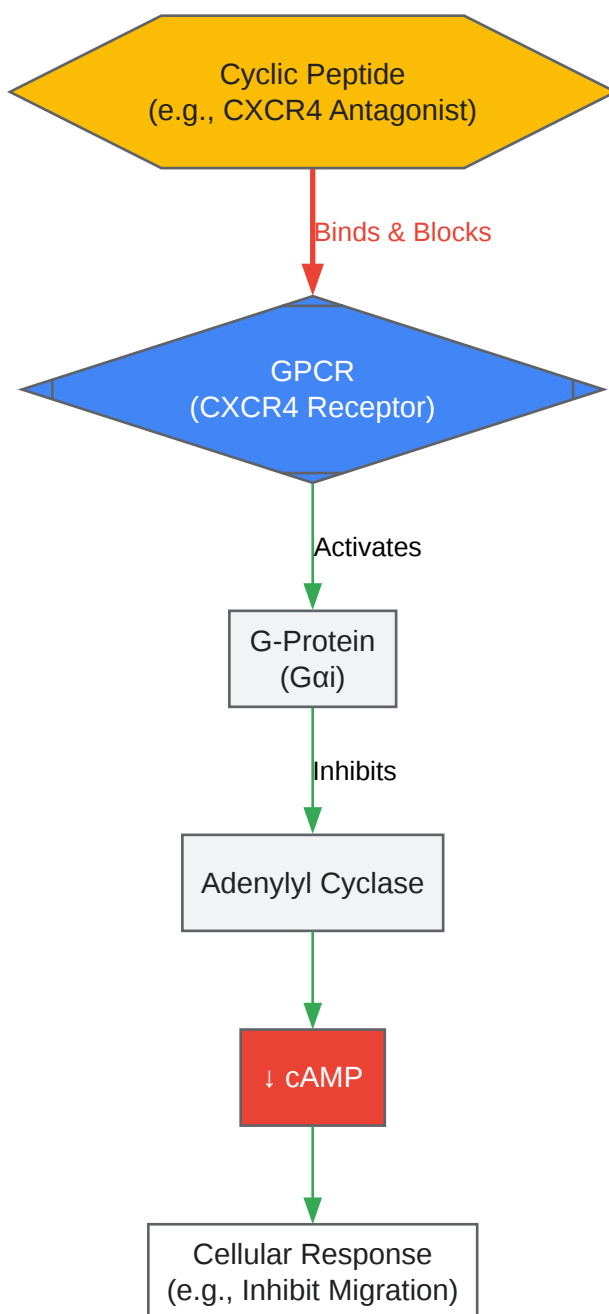 Cyclic Peptide
(e.g., CXCR4 Antagonist)
Binds & Blocks
GPCR
(CXCR4 Receptor)
Activates
G-Protein
(Gαi)
Inhibits
Adenylyl Cyclase
↓ cAMP
Cellular Response
(e.g., Inhibit Migration)